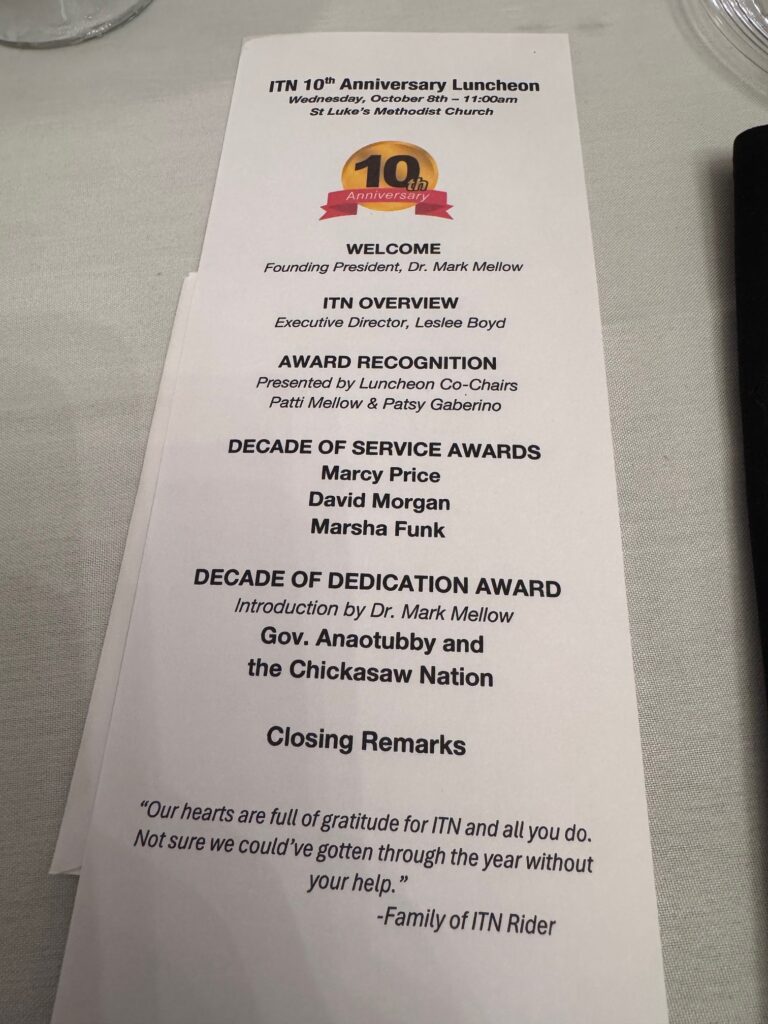 ITN 10th Anniversary Luncheon
Wednesday, October 8th – 11:00am
St Luke's Methodist Church
10th
Anniversary
WELCOME
Founding President, Dr. Mark Mellow
ITN OVERVIEW
Executive Director, Leslee Boyd
AWARD RECOGNITION
Presented by Luncheon Co-Chairs
Patti Mellow & Patsy Gaberino
DECADE OF SERVICE AWARDS
Marcy Price
David Morgan
Marsha Funk
DECADE OF DEDICATION AWARD
Introduction by Dr. Mark Mellow
Gov. Anaotubby and
the Chickasaw Nation
Closing Remarks
“Our hearts are full of gratitude for ITN and all you do.
Not sure we could’ve gotten through the year without
your help.”
-Family of ITN Rider